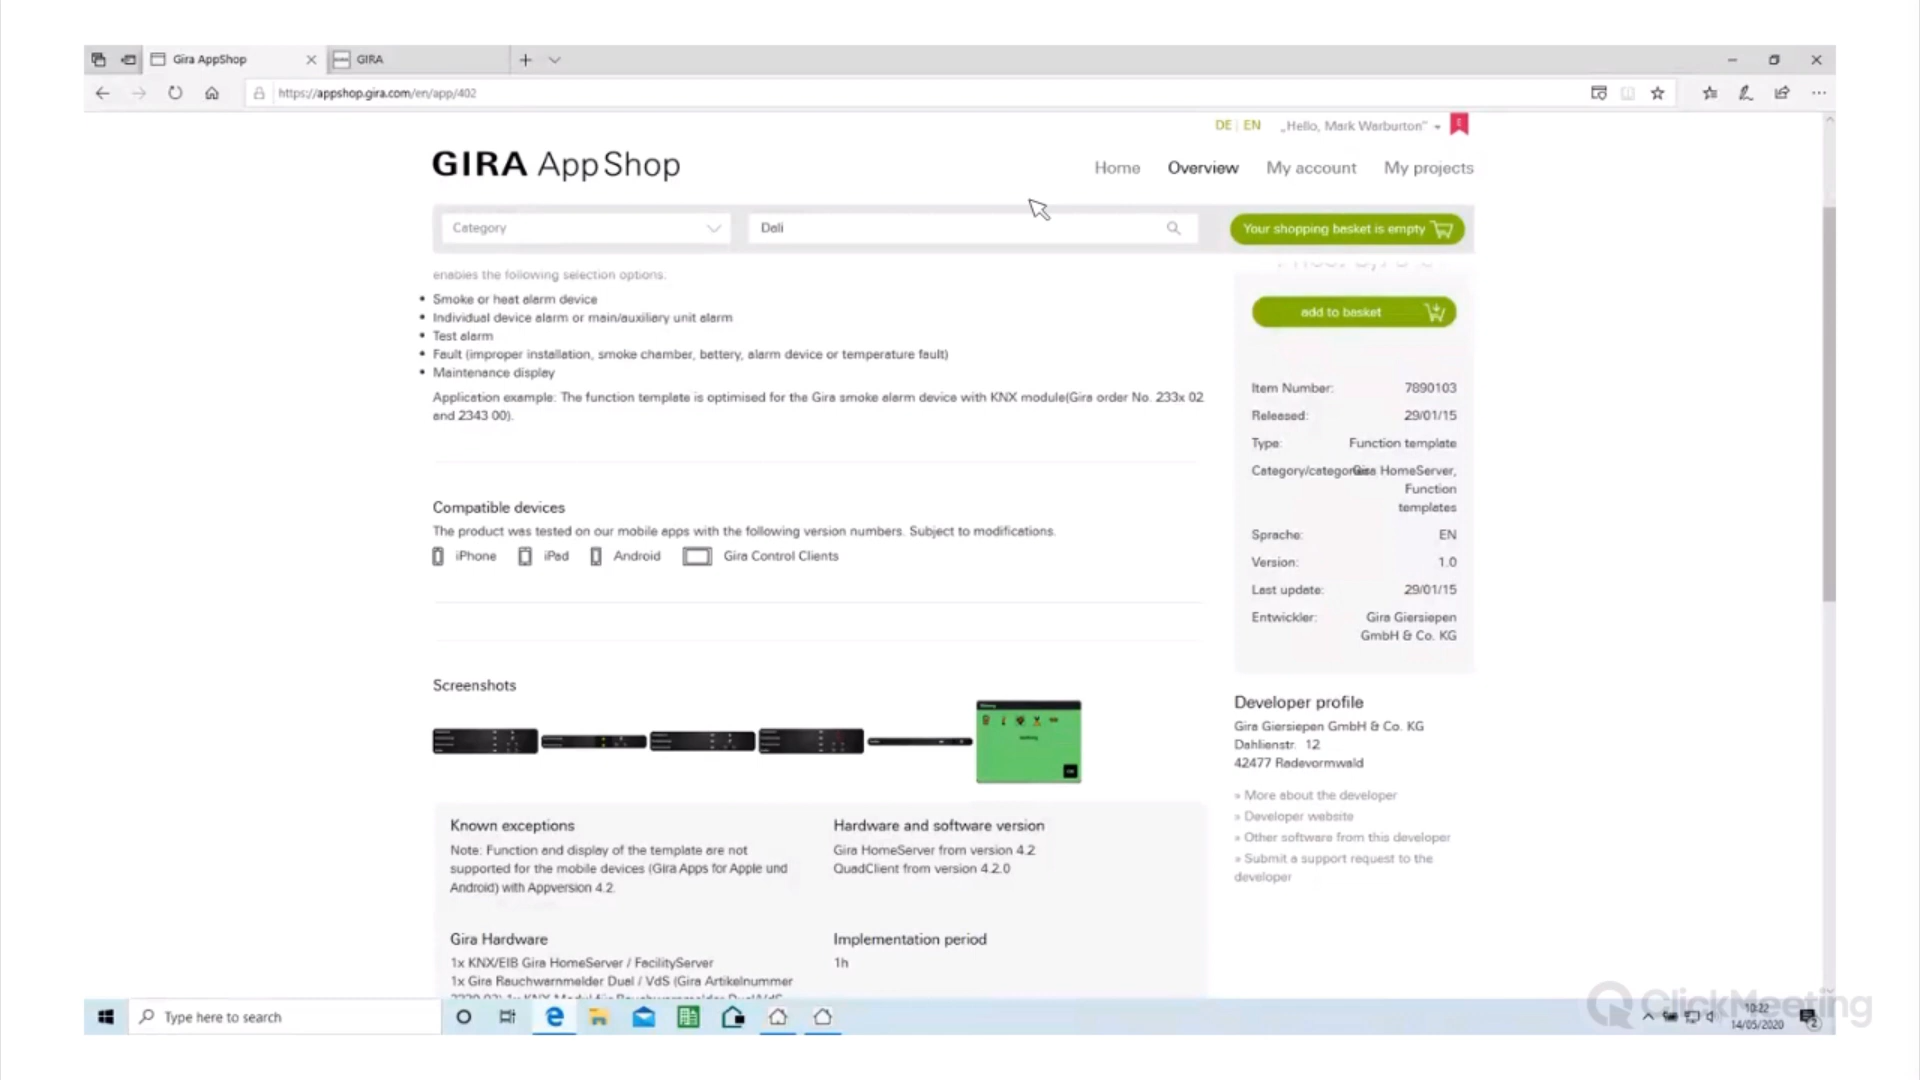 Gira AppShop
GIRA
https://appshop.gira.com/en/app/402
DE | EN „Hello, Mark Warburton"
GIRA AppShop
Home Overview My account My projects
Category
Dali
Your shopping basket is empty
enables the following selection options.
• Smoke or heat alarm device
• Individual device alarm or main/auxiliary unit alarm
• Test alarm
• Fault (improper installation, smoke chamber, battery, alarm device or temperature fault)
• Maintenance display
Application example: The function template is optimised for the Gira smoke alarm device with KNX module(Gira order No. 233x 02
and 2343 00).
Compatible devices
The product was tested on our mobile apps with the following version numbers. Subject to modifications.
iPhone iPad Android Gira Control Clients
Screenshots
Known exceptions
Note: Function and display of the template are not
supported for the mobile devices (Gira Apps for Apple und
Android) with Appversion 4.2.
Hardware and software version
Gira HomeServer from version 4.2
QuadClient from version 4.2.0
Gira Hardware
1x KNX/EIB Gira HomeServer / FacilityServer
1x Gira Rauchwarnmelder Dual / VdS (Gira Artikelnummer
Implementation period
1h
add to basket
Item Number: 7890103
Released: 29/01/15
Type: Function template
Category/categories: Gira HomeServer,
Function
templates
Sprache: EN
Version: 1.0
Last update: 29/01/15
Entwickler: Gira Giersiepen
GmbH & Co. KG
Developer profile
Gira Giersiepen GmbH & Co. KG
Dahlienstr. 12
42477 Radevormwald
» More about the developer
» Developer website
» Other software from this developer
» Submit a support request to the
developer
Type here to search
ClickMeeting
10:22
14/05/2020
2